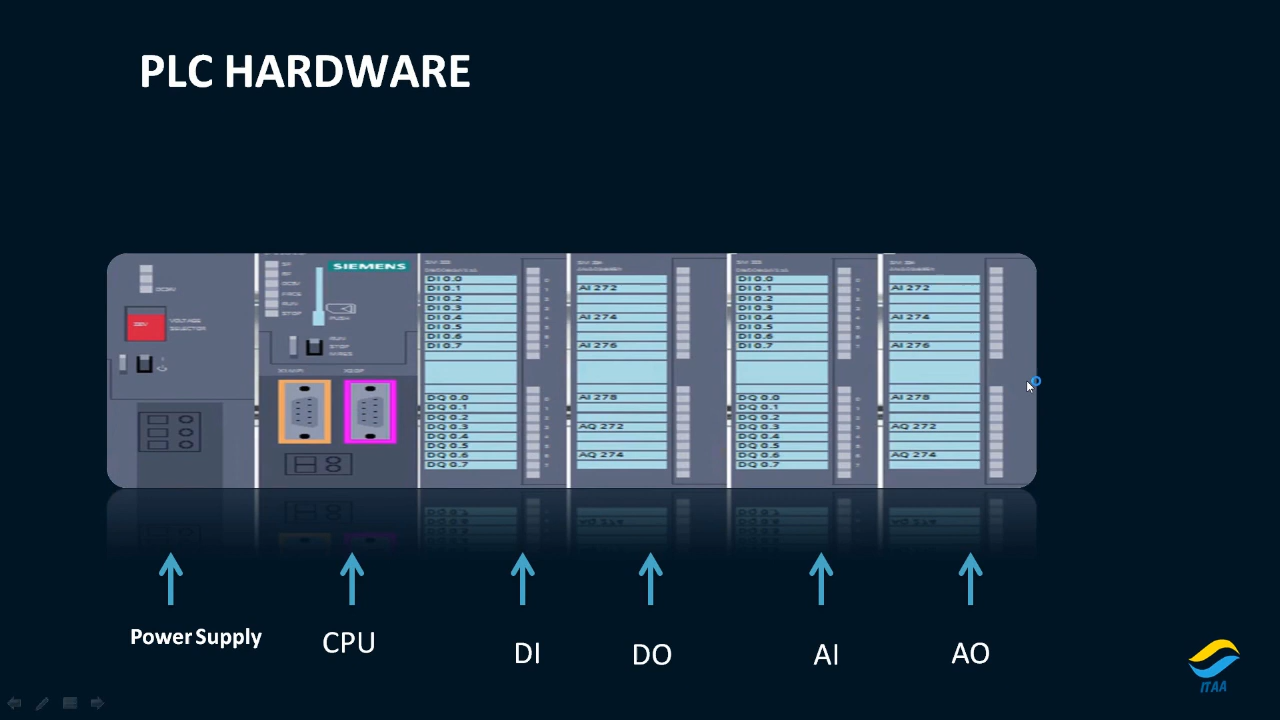 PLC HARDWARE
VOLTAGE
SELECTOR
SIEMENS
PUSH
RUN
STOP
DI 0.0
DI 0.1
DI 0.2
DI 0.3
DI 0.4
DI 0.5
DI 0.6
DI 0.7
DQ 0.0
DQ 0.1
DQ 0.2
DQ 0.3
DQ 0.4
DQ 0.5
DQ 0.6
DQ 0.7
AI 272
AI 274
AI 276
AI 278
AQ 272
AQ 274
DI 0.0
DI 0.1
DI 0.2
DI 0.3
DI 0.4
DI 0.5
DI 0.6
DI 0.7
DQ 0.0
DQ 0.1
DQ 0.2
DQ 0.3
DQ 0.4
DQ 0.5
DQ 0.6
DQ 0.7
AI 272
AI 274
AI 276
AI 278
AQ 272
AQ 274
Power Supply
CPU
DI
DO
AI
AO
ITAA